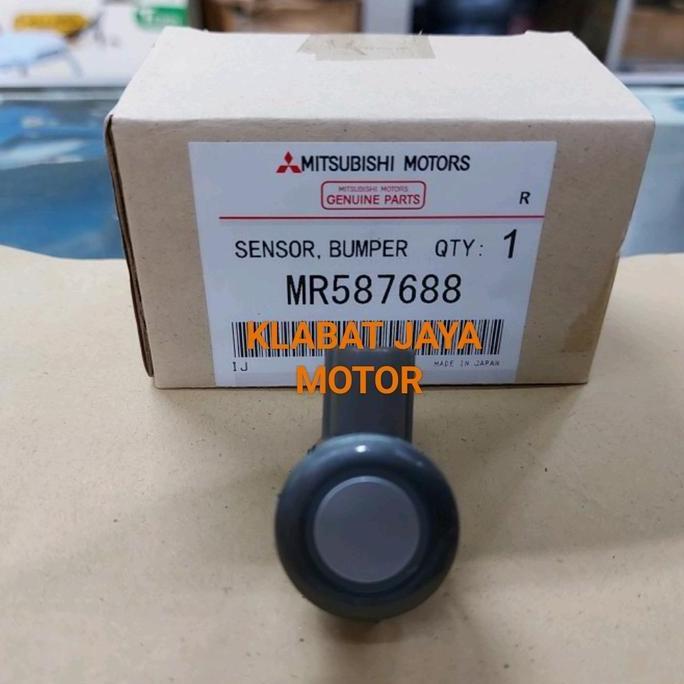 MITSUBISHI MOTORS
MITSUBISHI MOTORS
GENUINE PARTS
R
SENSOR, BUMPER QTY: 1
MR587688
KLABAT JAYA
MOTOR
IJ
MADE IN JAPAN